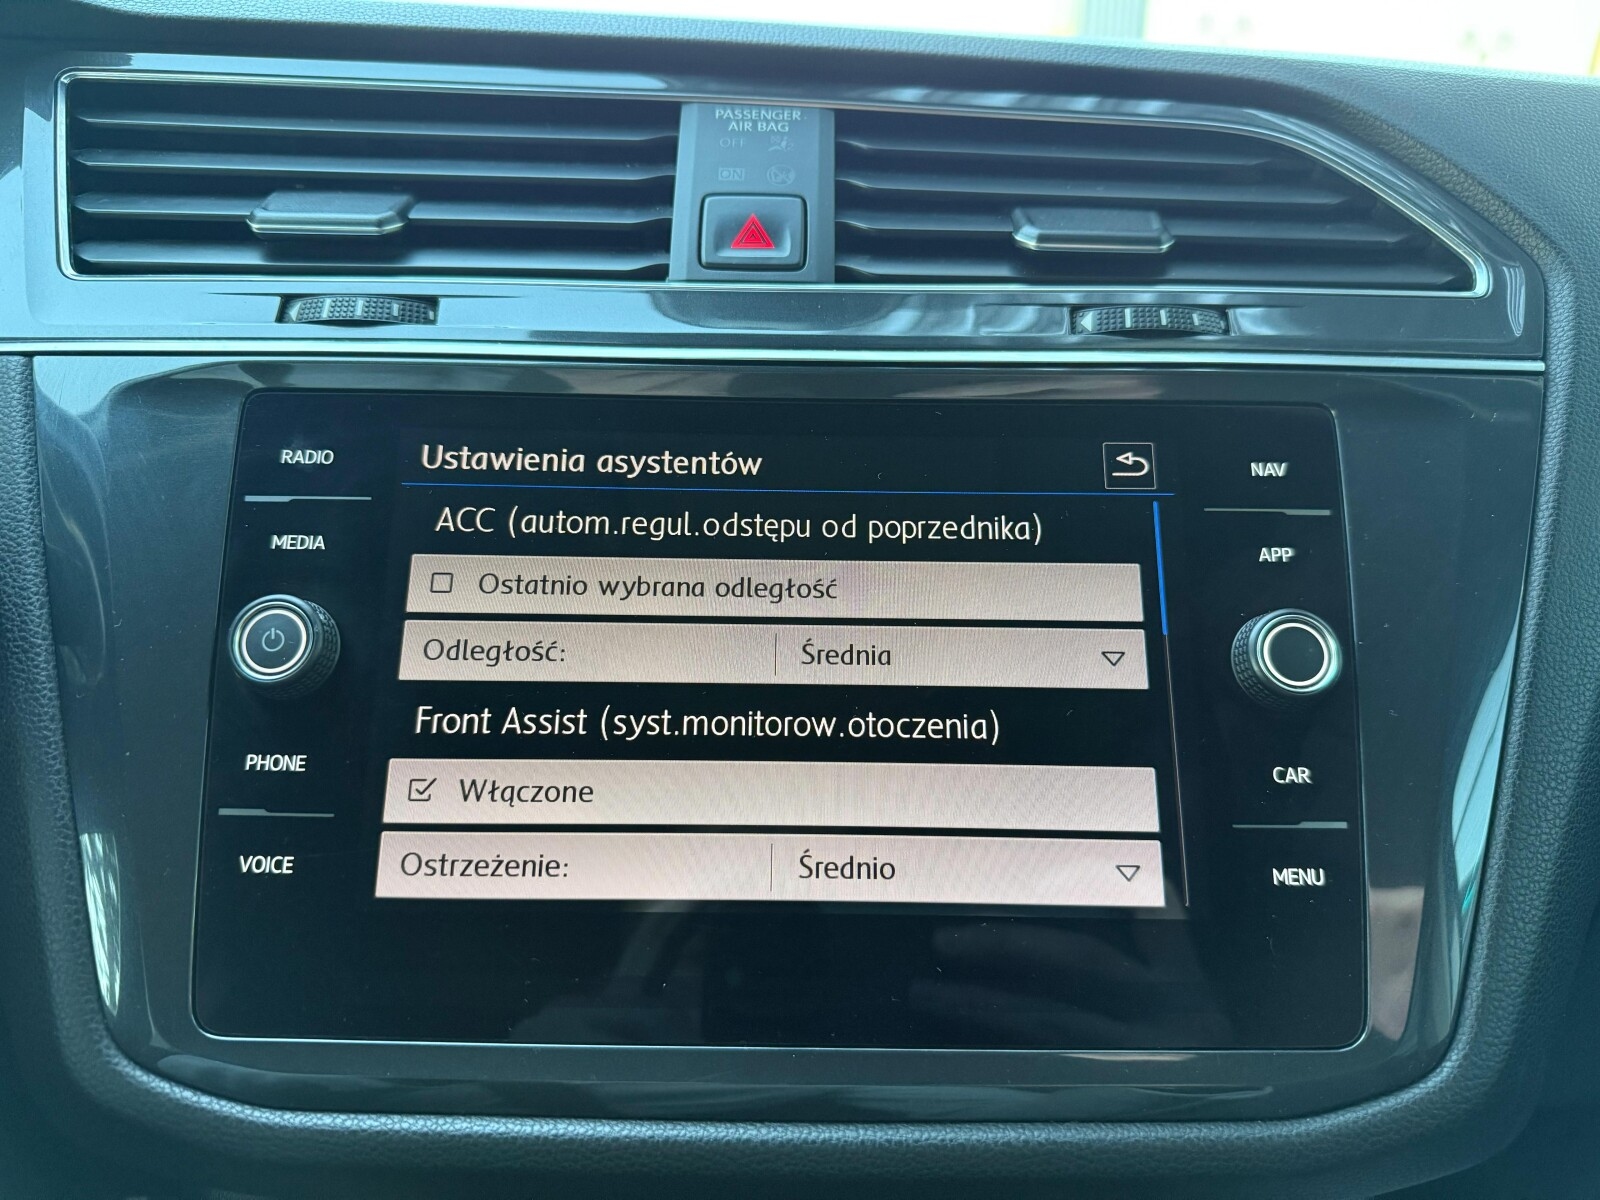 PASSENGER
AIR BAG
OFF
ON
RADIO
MEDIA
PHONE
VOICE
Ustawienia asystentów
ACC (autom.regul.odstępu od poprzednika)
Ostatnio wybrana odległość
Odległość: Średnia
Front Assist (syst.monitorow.otoczenia)
Włączone
Ostrzeżenie: Średnio
NAV
APP
CAR
MENU